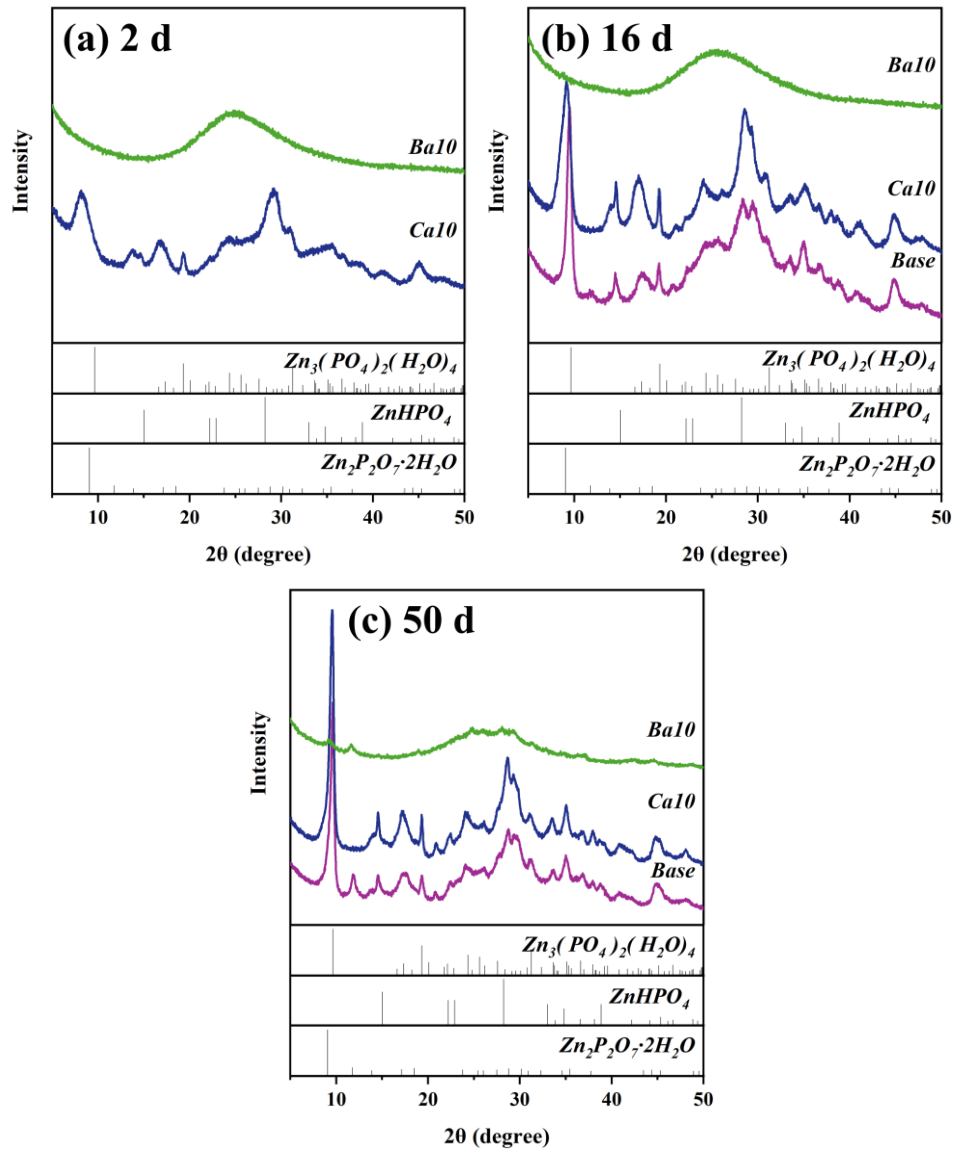 (a) 2 d
Intensity
Ba10
Ca10
Zn₃(PO₄)₂(H₂O)₄
ZnHPO₄
Zn₂P₂O₇·2H₂O
10 20 30 40 50
2θ (degree)
(b) 16 d
Intensity
Ba10
Ca10
Base
Zn₃(PO₄)₂(H₂O)₄
ZnHPO₄
Zn₂P₂O₇·2H₂O
10 20 30 40 50
2θ (degree)
(c) 50 d
Intensity
Ba10
Ca10
Base
Zn₃(PO₄)₂(H₂O)₄
ZnHPO₄
Zn₂P₂O₇·2H₂O
10 20 30 40 50
2θ (degree)